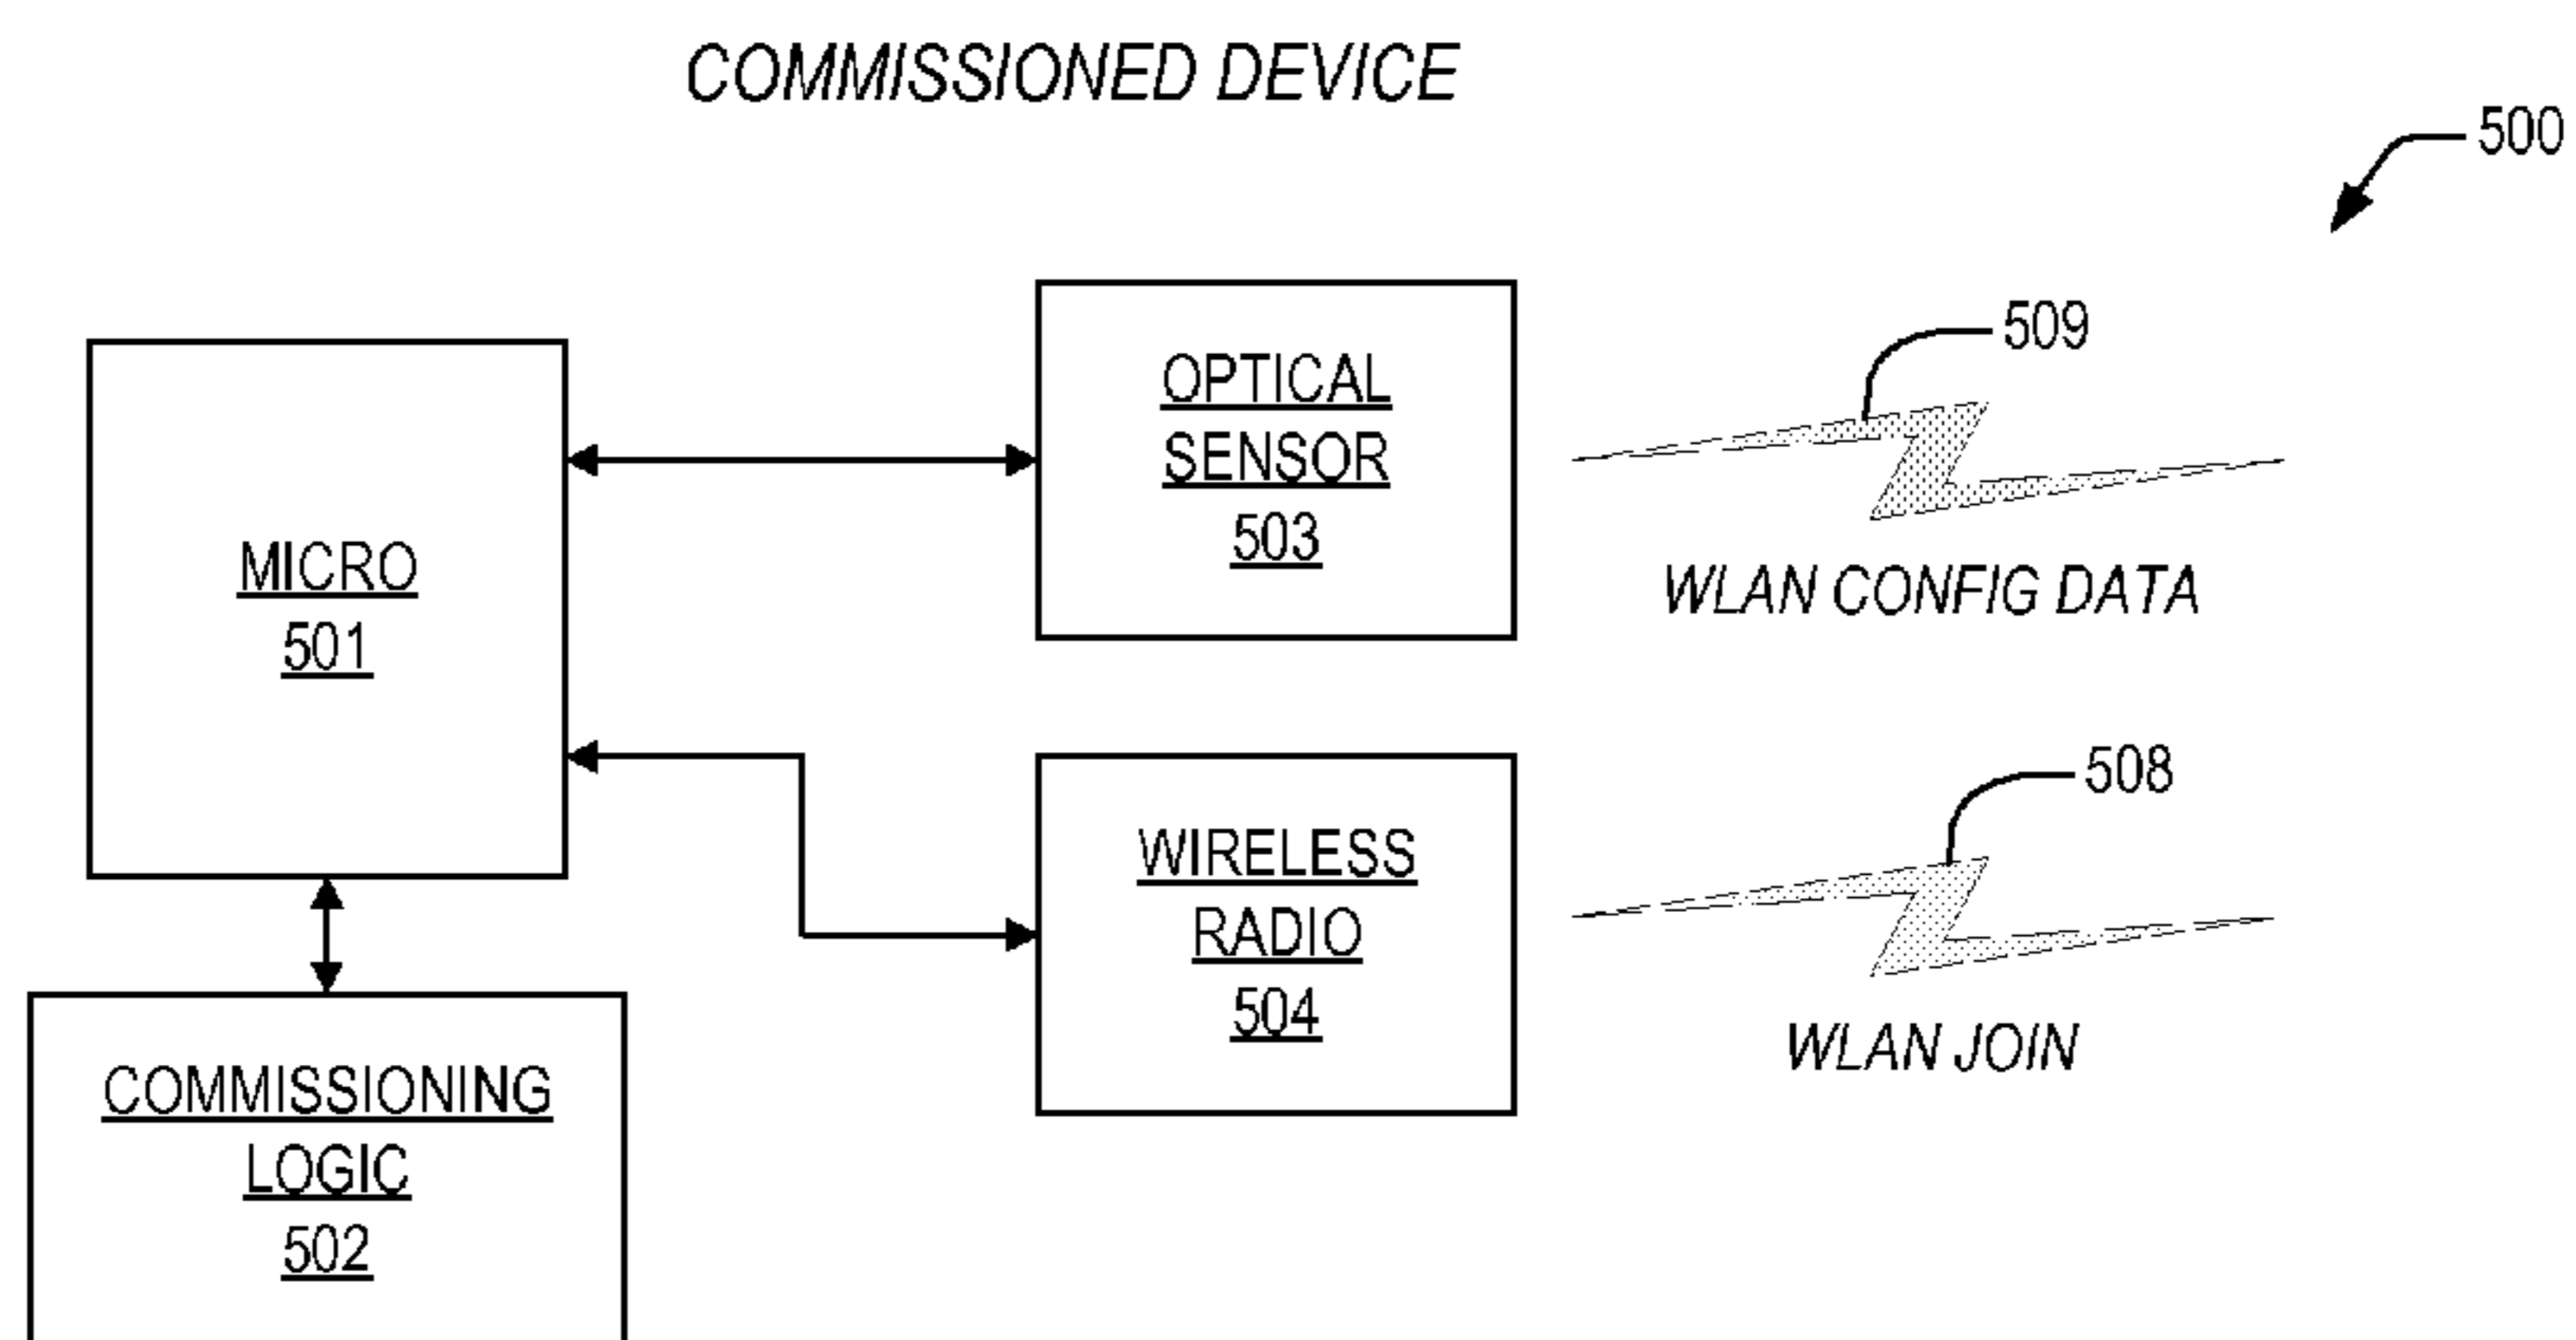 COMMISSIONED DEVICE
500
OPTICAL
SENSOR
503
509
WLAN CONFIG DATA
MICRO
501
WIRELESS
RADIO
504
508
WLAN JOIN
COMMISSIONING
LOGIC
502